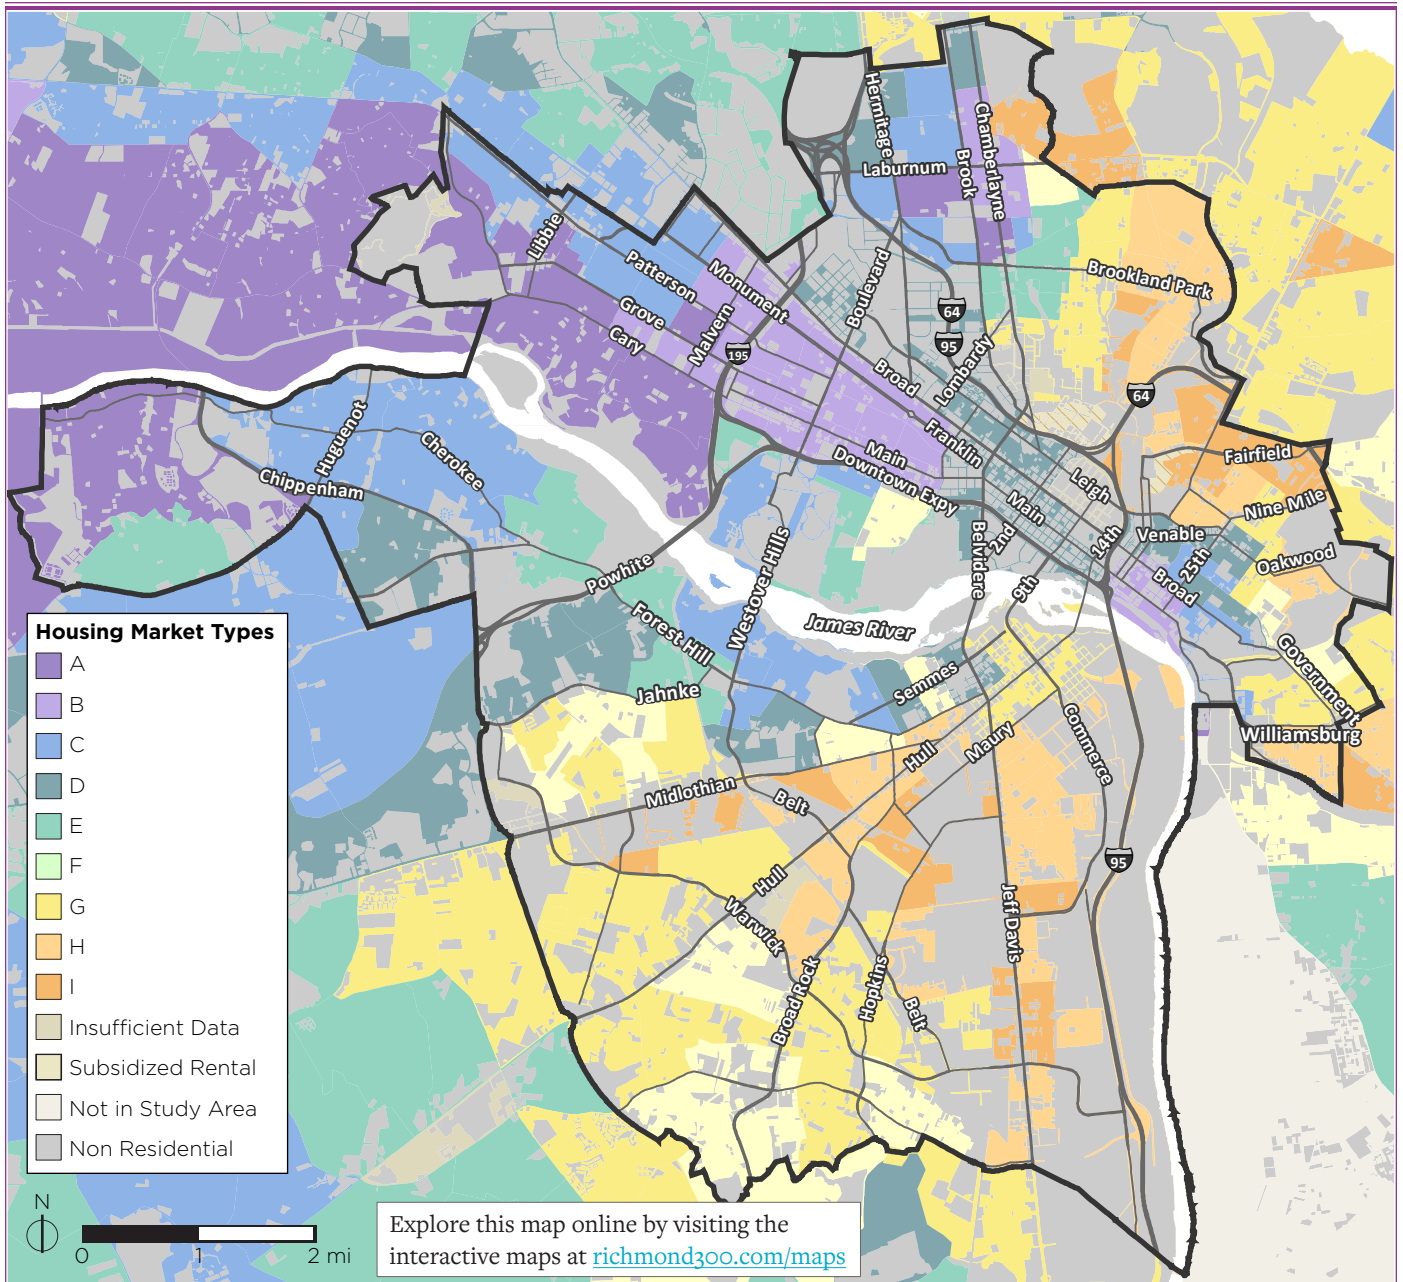 Hermitage
Chamberlayne
Laburnum
Brook
Libbie
Patterson
Monument
Boulevard
Brookland Park
Grove
Malvern
64
Cary
195
95
Lombardy
Broad
64
Huguenot
Cherokee
Franklin
Main
Downtown Expy
Fairfield
Chippenham
Leigh
Main
Nine Mile
Belvidere
2nd
14th
Venable
25th
Oakwood
Broad
Westover Hills
Powhite
9th
James River
Forest Hill
Government
Semmes
Jahnke
Commerce
Williamsburg
Hull
Maury
Midlothian
Belt
95
Hull
Warwick
Jeff Davis
Broad Rock
Hopkins
Belt
Housing Market Types
A
B
C
D
E
F
G
H
I
Insufficient Data
Subsidized Rental
Not in Study Area
Non Residential
N
0 1 2 mi
Explore this map online by visiting the
interactive maps at richmond300.com/maps